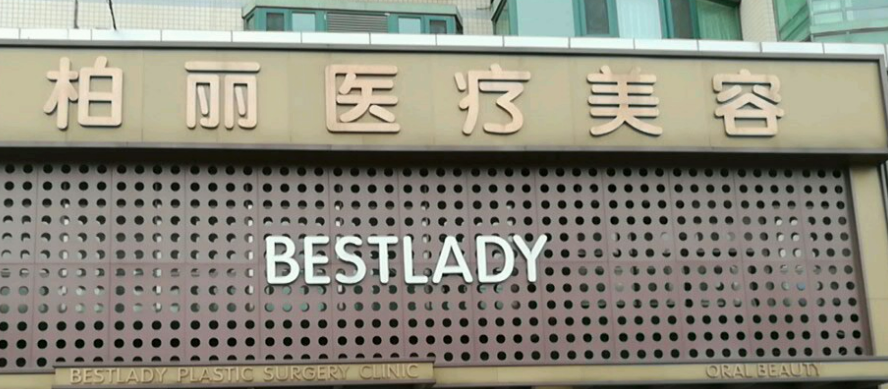 柏丽医疗美容
BESTLADY
BESTLADY PLASTIC SURGERY CLINIC
ORAL BEAUTY